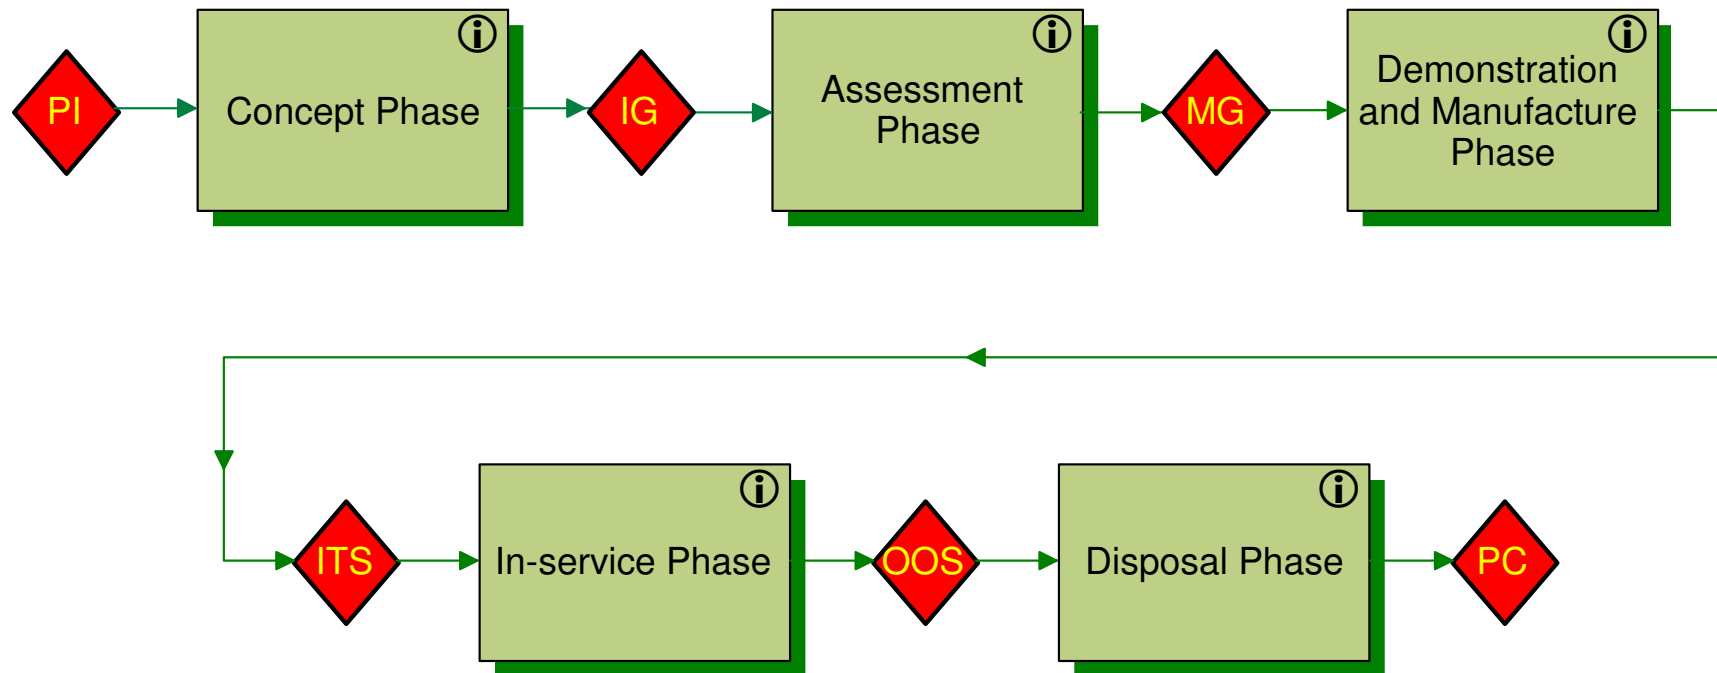 PI
Concept Phase
IG
Assessment
Phase
MG
Demonstration
and Manufacture
Phase
ITS
In-service Phase
OOS
Disposal Phase
PC